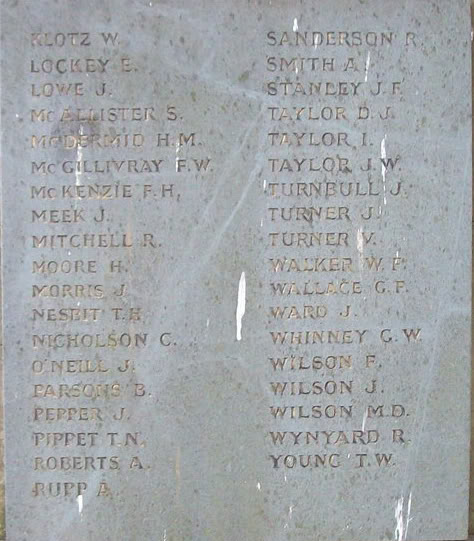 KLOTZ W.
LOCKEY E.
LOWE J.
McALLISTER S.
McDERMID H.M.
McGILLIVRAY F.W.
McKENZIE F.H.
MEEK J.
MITCHELL R.
MOORE H.
MORRIS J.
NESBIT T.H.
NICHOLSON C.
O'NEILL J.
PARSONS B.
PEPPER J.
PIPPET T.N.
ROBERTS A.
RUPP A.
SANDERSON R.
SMITH A.
STANLEY J.F.
TAYLOR D.J.
TAYLOR I.
TAYLOR J.W.
TURNBULL J.
TURNER J.
TURNER V.
WALKER W.F.
WALLACE G.F.
WARD J.
WHINNEY G.W.
WILSON F.
WILSON J.
WILSON M.D.
WYNYARD R.
YOUNG T.W.